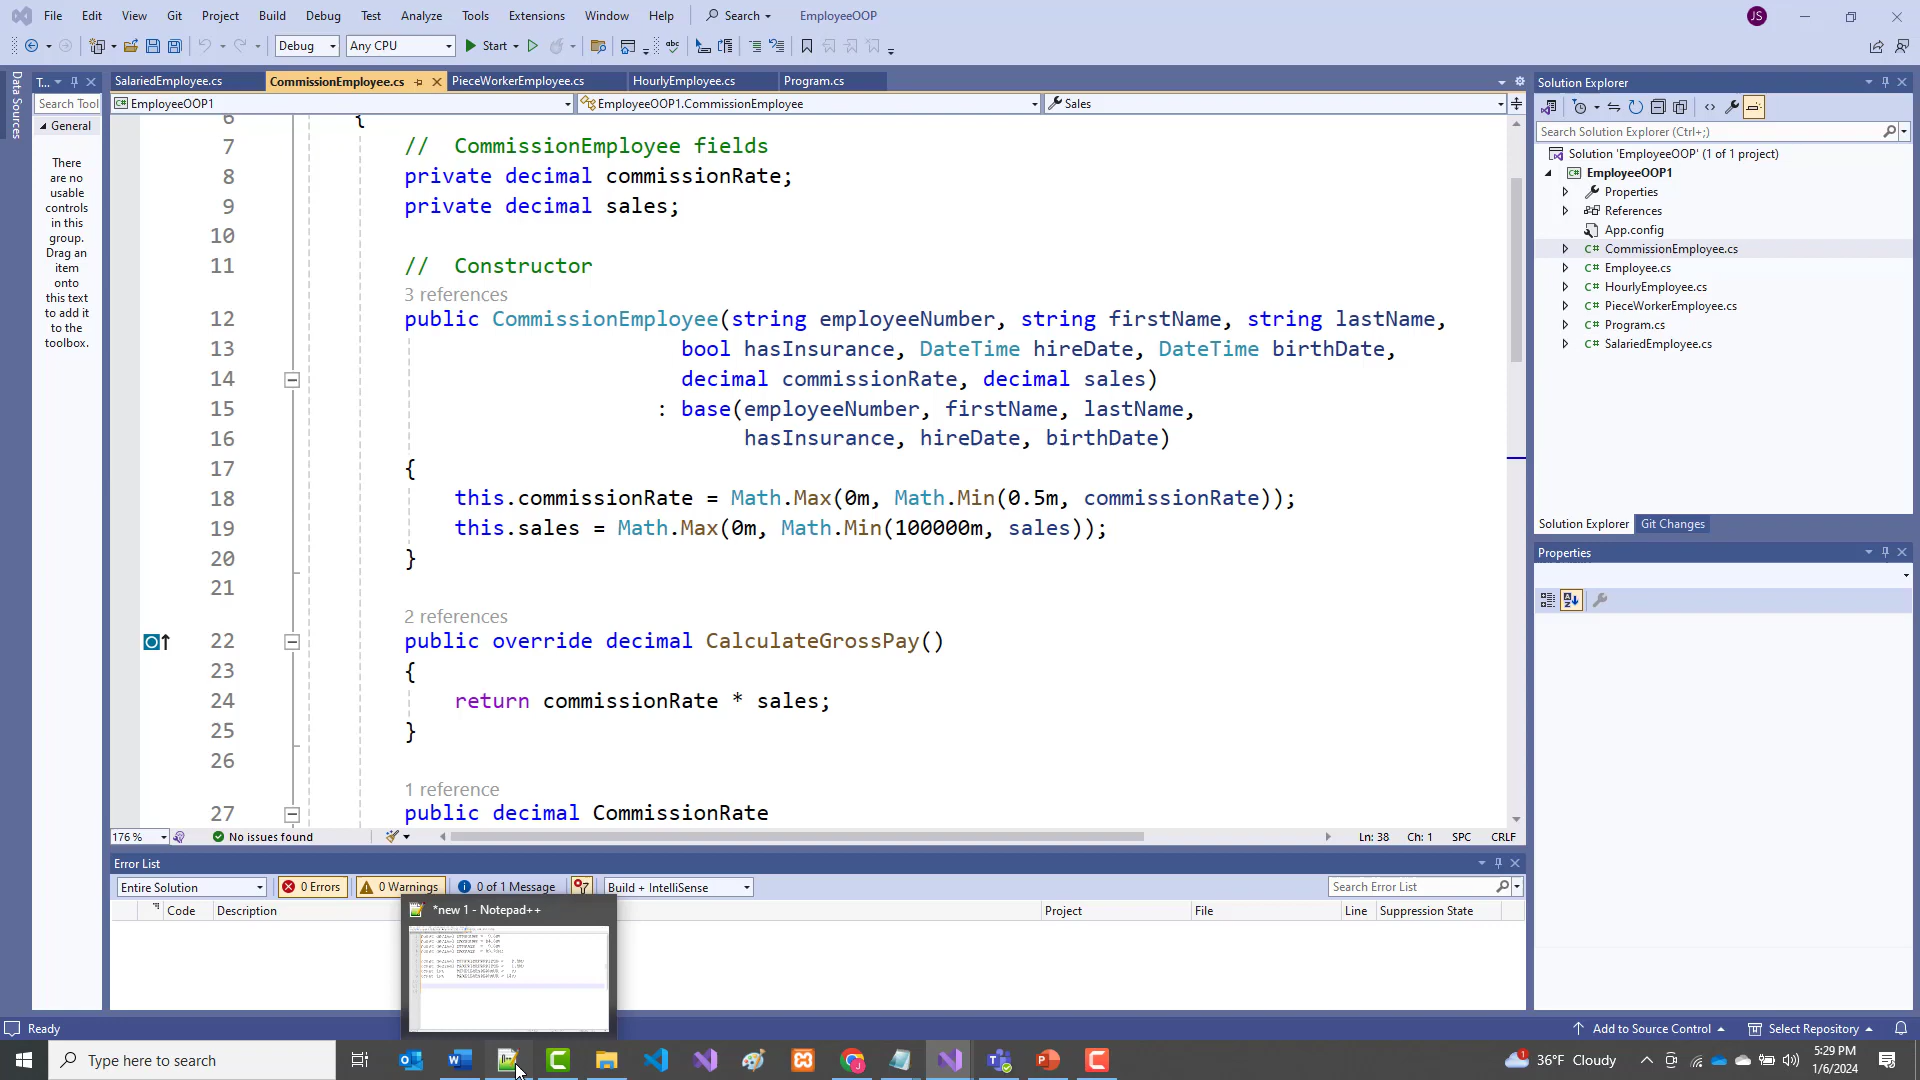 File Edit View Git Project Build Debug Test Analyze Tools Extensions Window Help Search EmployeeOOP JS
Debug Any CPU Start
Data Sources
T...
Search Tool
General
There
are no
usable
controls
in this
group.
Drag an
item
onto
this text
to add it
to the
toolbox.
SalariedEmployee.cs CommissionEmployee.cs PieceWorkerEmployee.cs HourlyEmployee.cs Program.cs
EmployeeOOP1 EmployeeOOP1.CommissionEmployee Sales
6 {
7 // CommissionEmployee fields
8 private decimal commissionRate;
9 private decimal sales;
10
11 // Constructor
3 references
12 public CommissionEmployee(string employeeNumber, string firstName, string lastName,
13 bool hasInsurance, DateTime hireDate, DateTime birthDate,
14 decimal commissionRate, decimal sales)
15 : base(employeeNumber, firstName, lastName,
16 hasInsurance, hireDate, birthDate)
17 {
18 this.commissionRate = Math.Max(0m, Math.Min(0.5m, commissionRate));
19 this.sales = Math.Max(0m, Math.Min(100000m, sales));
20 }
21
2 references
22 public override decimal CalculateGrossPay()
23 {
24 return commissionRate * sales;
25 }
26
1 reference
27 public decimal CommissionRate
176 % No issues found Ln: 38 Ch: 1 SPC CRLF
Error List
Entire Solution 0 Errors 0 Warnings 0 of 1 Message Build + IntelliSense Search Error List
Code Description Project File Line Suppression State
*new 1 - Notepad++
Solution Explorer
Search Solution Explorer (Ctrl+;)
Solution 'EmployeeOOP' (1 of 1 project)
EmployeeOOP1
Properties
References
App.config
C# CommissionEmployee.cs
C# Employee.cs
C# HourlyEmployee.cs
C# PieceWorkerEmployee.cs
C# Program.cs
C# SalariedEmployee.cs
Solution Explorer Git Changes
Properties
Ready Add to Source Control Select Repository
Type here to search 36°F Cloudy 5:29 PM
1/6/2024